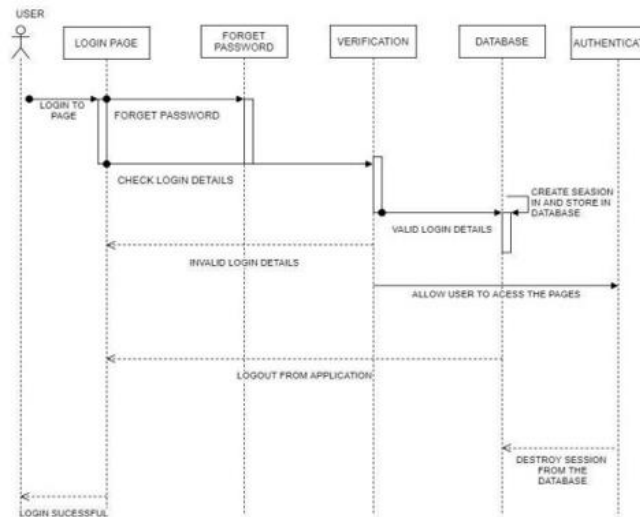 USER
LOGIN PAGE
FORGET
PASSWORD
VERIFICATION
DATABASE
AUTHENTICAT
LOGIN TO
PAGE
FORGET PASSWORD
CHECK LOGIN DETAILS
CREATE SEASION
IN AND STORE IN
DATABASE
VALID LOGIN DETAILS
INVALID LOGIN DETAILS
ALLOW USER TO ACESS THE PAGES
LOGOUT FROM APPLICATION
DESTROY SESSION
FROM THE
DATABASE
LOGIN SUCESSFUL